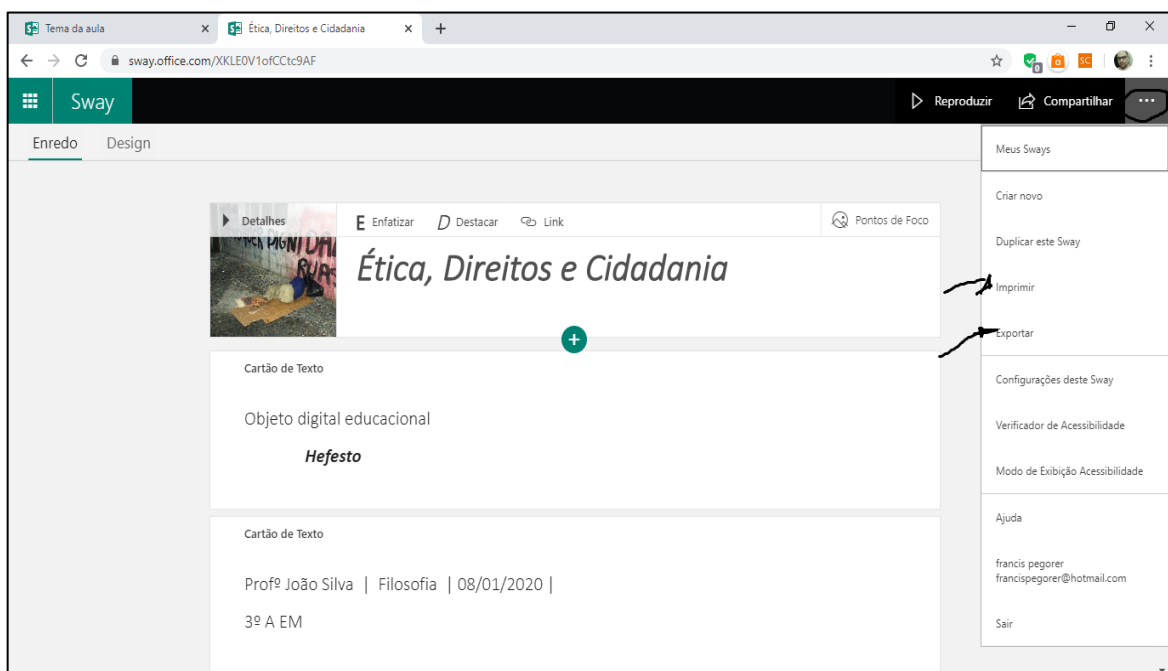 Tema da aula
Ética, Direitos e Cidadania
sway.office.com/XKLE0V1ofCCtc9AF
0
a
SC
Sway
Reproduzir
Compartilhar
Enredo
Design
Meus Sways
Criar novo
Duplicar este Sway
Imprimir
Exportar
Configurações deste Sway
Verificador de Acessibilidade
Modo de Exibição Acessibilidade
Ajuda
francis pegorer
francispegorer@hotmail.com
Sair
Detalhes
E Enfatizar
D Destacar
Link
Pontos de Foco
Ética, Direitos e Cidadania
Cartão de Texto
Objeto digital educacional
Hefesto
Cartão de Texto
Profº João Silva | Filosofia | 08/01/2020 |
3º A EM